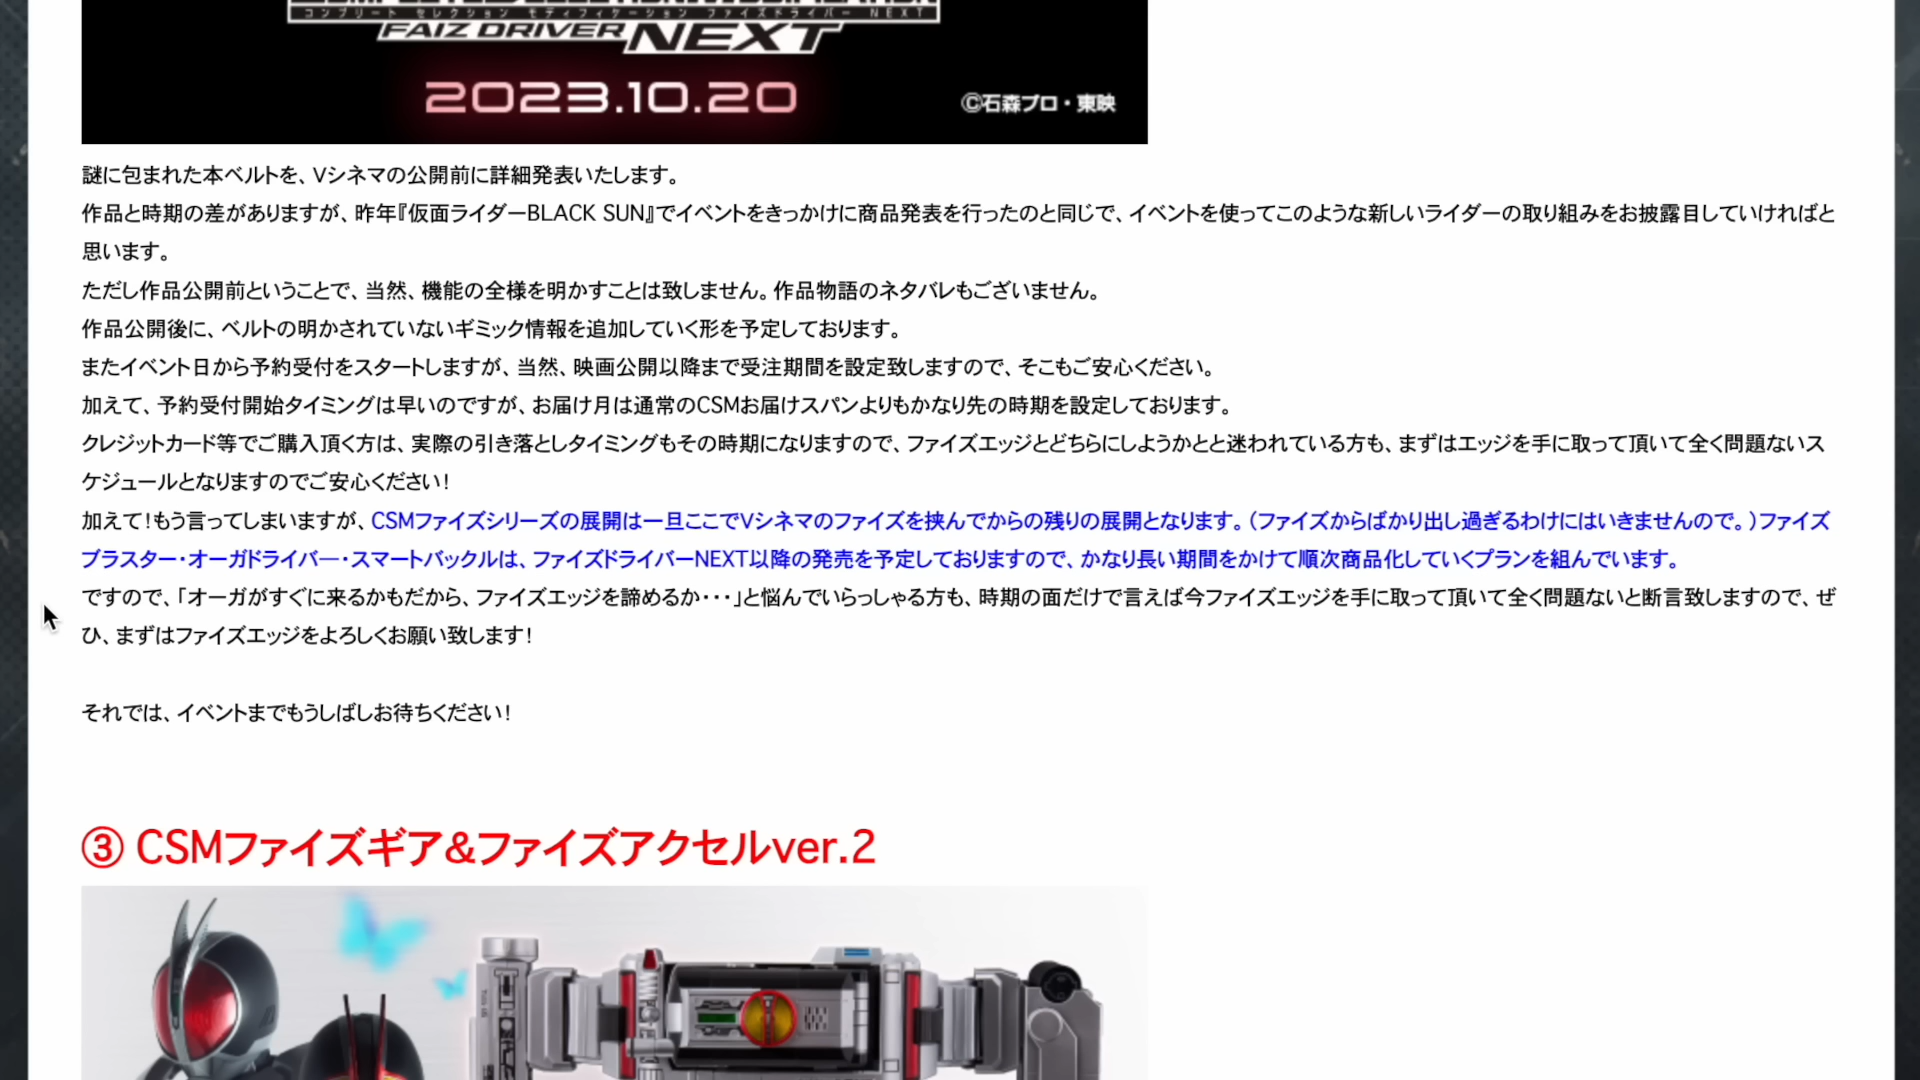 コンプリート セレクション モディフィケーション ファイズドライバー NEXT
FAIZ DRIVER NEXT
2023.10.20
©石森プロ・東映
謎に包まれた本ベルトを、Vシネマの公開前に詳細発表いたします。
作品と時期の差がありますが、昨年『仮面ライダーBLACK SUN』でイベントをきっかけに商品発表を行ったのと同じで、イベントを使ってこのような新しいライダーの取り組みをお披露目していければと
思います。
ただし作品公開前ということで、当然、機能の全様を明かすことは致しません。作品物語のネタバレもございません。
作品公開後に、ベルトの明かされていないギミック情報を追加していく形を予定しております。
またイベント日から予約受付をスタートしますが、当然、映画公開以降まで受注期間を設定致しますので、そこもご安心ください。
加えて、予約受付開始タイミングは早いのですが、お届け月は通常のCSMお届けスパンよりもかなり先の時期を設定しております。
クレジットカード等でご購入頂く方は、実際の引き落としタイミングもその時期になりますので、ファイズエッジとどちらにしようかとと迷われている方も、まずはエッジを手に取って頂いて全く問題ないス
ケジュールとなりますのでご安心ください！
加えて！もう言ってしまいますが、CSMファイズシリーズの展開は一旦ここでVシネマのファイズを挟んでからの残りの展開となります。（ファイズからばかり出し過ぎるわけにはいきませんので。）ファイズ
ブラスター・オーガドライバ―・スマートバックルは、ファイズドライバーNEXT以降の発売を予定しておりますので、かなり長い期間をかけて順次商品化していくプランを組んでいます。
ですので、「オーガがすぐに来るかもだから、ファイズエッジを諦めるか・・・」と悩んでいらっしゃる方も、時期の面だけで言えば今ファイズエッジを手に取って頂いて全く問題ないと断言致しますので、ぜ
ひ、まずはファイズエッジをよろしくお願い致します！
それでは、イベントまでもうしばしお待ちください！
③ CSMファイズギア&ファイズアクセルver.2